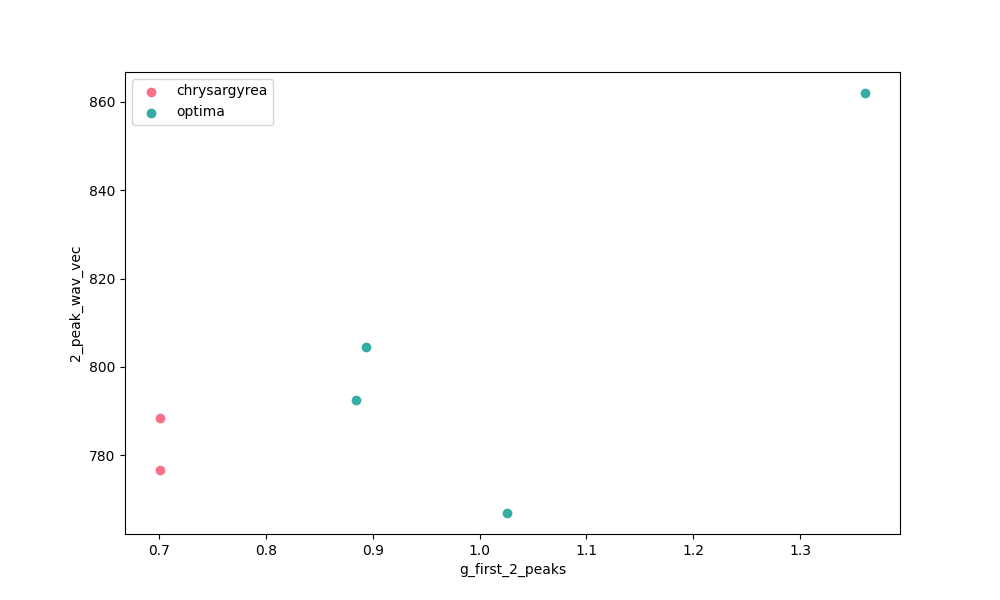 chrysargyrea
optima
860
840
820
800
780
2_peak_wav_vec
0.7 0.8 0.9 1.0 1.1 1.2 1.3
g_first_2_peaks